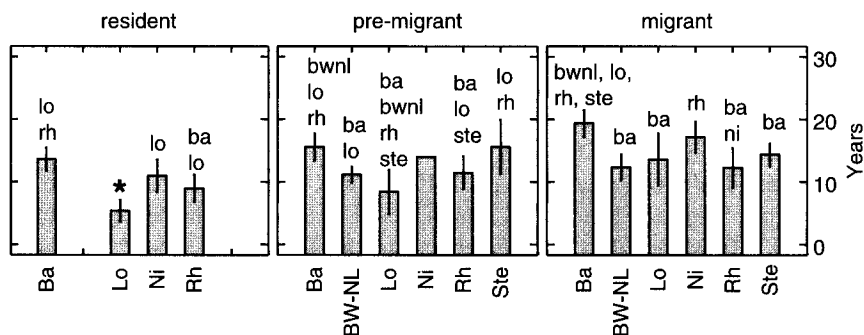 resident
pre-migrant
migrant
lo
rh
*
lo
ba
lo
bwnl
lo
rh
ba
lo
ba
bwnl
rh
ste
ba
lo
ste
lo
rh
bwnl, lo,
rh, ste
ba
ba
rh
ba
ni
ba
30
20
10
0
Years
Ba
Lo
Ni
Rh
Ba
BW-NL
Lo
Ni
Rh
Ste
Ba
BW-NL
Lo
Ni
Rh
Ste